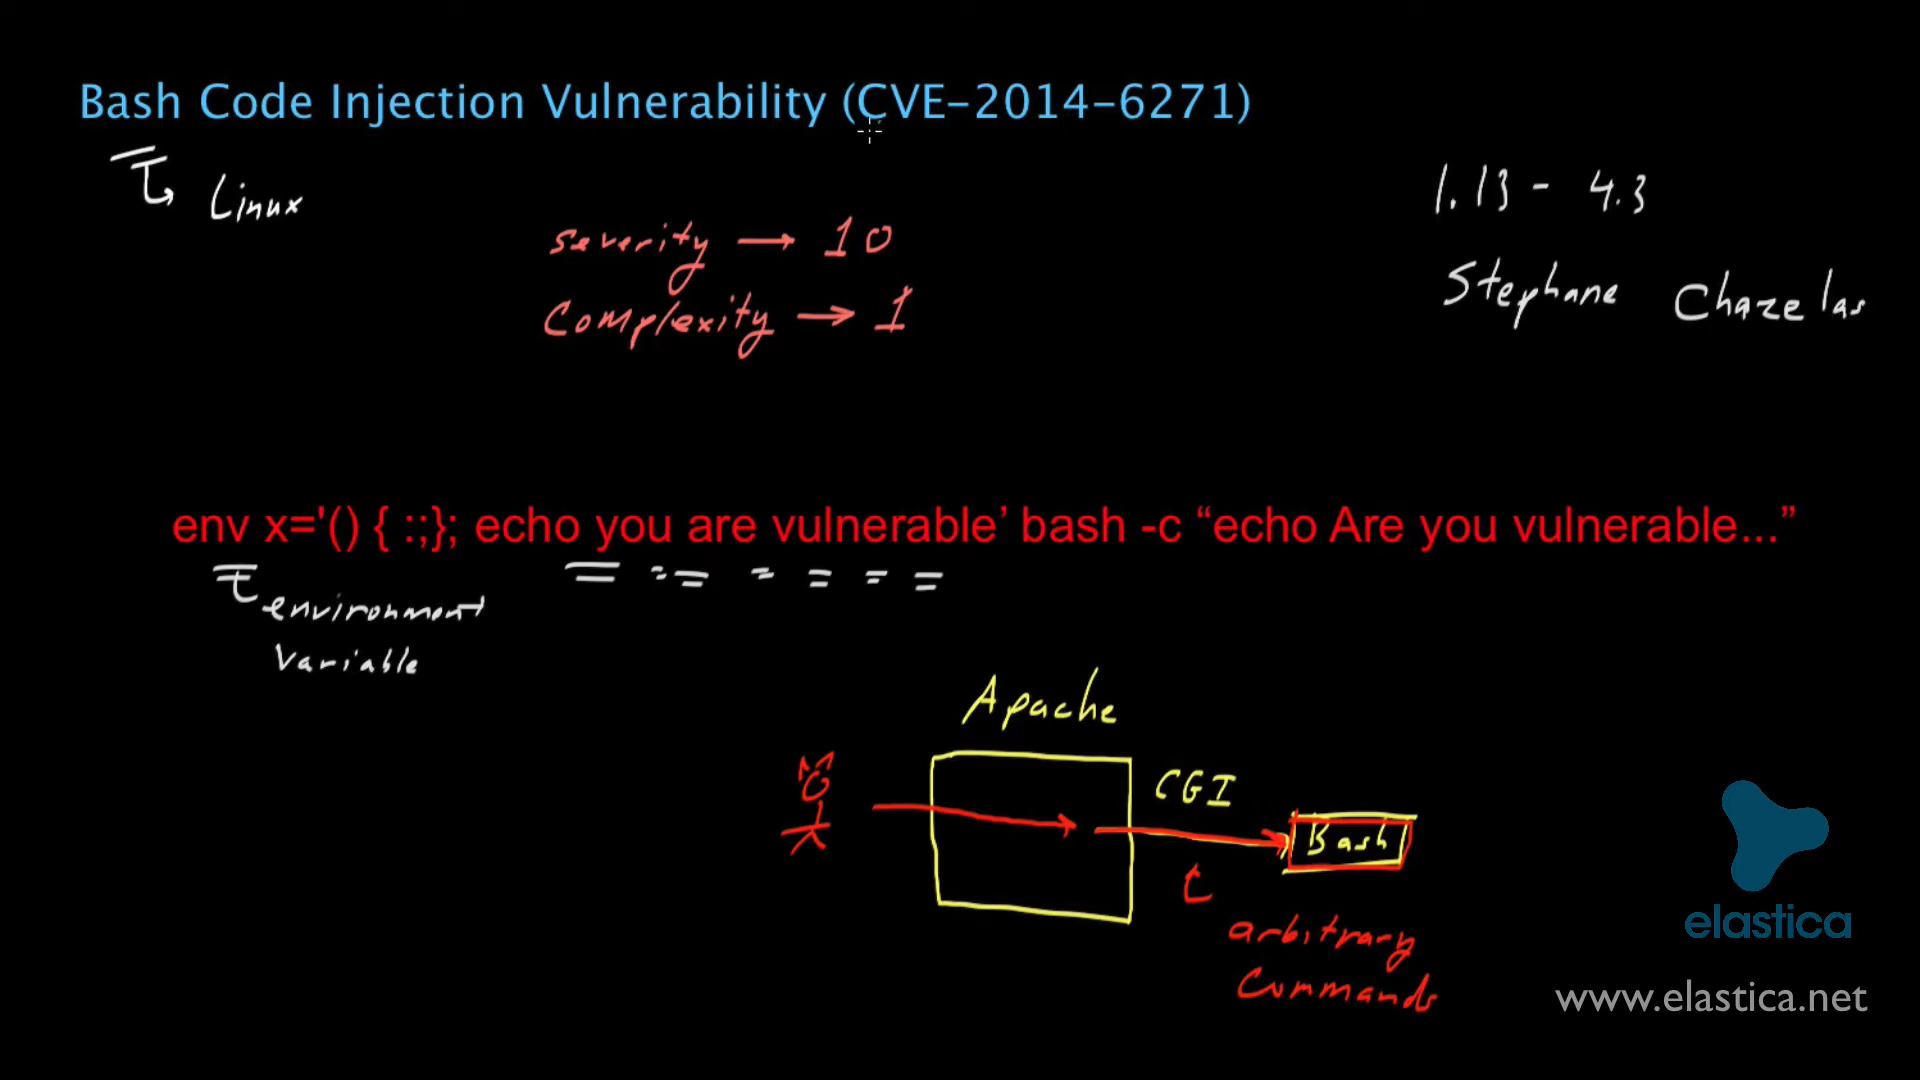 Bash Code Injection Vulnerability (CVE-2014-6271)
Linux
1.13 - 4.3
severity → 10
Stephane Chazelas
Complexity → 1
env x='() { :;}; echo you are vulnerable’ bash -c “echo Are you vulnerable...”
environment
Variable
Apache
CGI
Bash
arbitrary
Commands
elastica
www.elastica.net